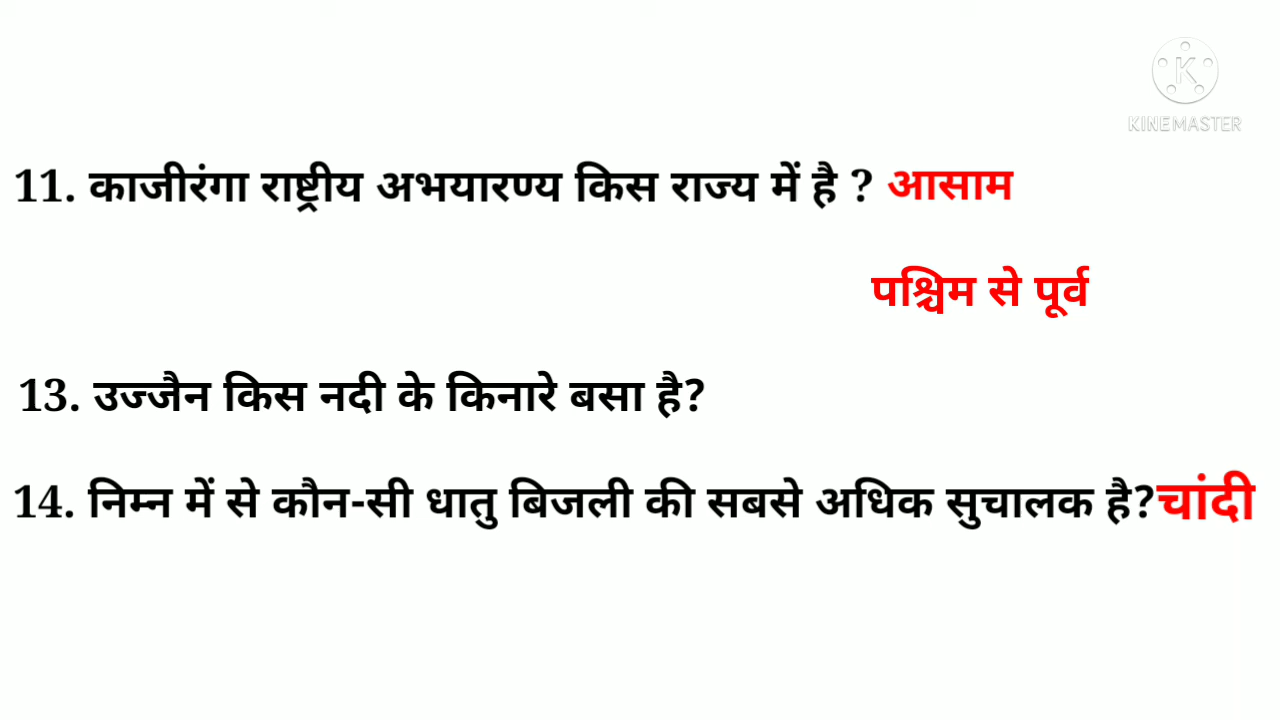 KINEMASTER
11. काजीरंगा राष्ट्रीय अभयारण्य किस राज्य में है ? आसाम
पश्चिम से पूर्व
13. उज्जैन किस नदी के किनारे बसा है?
14. निम्न में से कौन-सी धातु बिजली की सबसे अधिक सुचालक है?चांदी